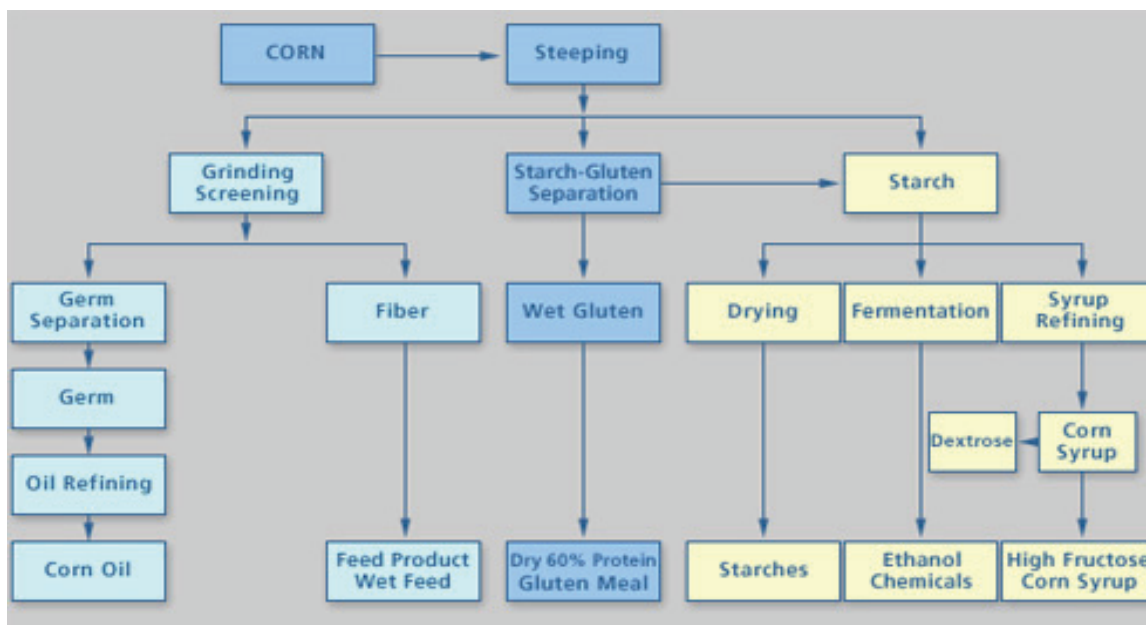 CORN
Steeping
Grinding
Screening
Starch-Gluten
Separation
Starch
Germ
Separation
Fiber
Wet Gluten
Drying
Fermentation
Syrup
Refining
Germ
Dextrose
Corn
Syrup
Oil Refining
Corn Oil
Feed Product
Wet Feed
Dry 60% Protein
Gluten Meal
Starches
Ethanol
Chemicals
High Fructose
Corn Syrup